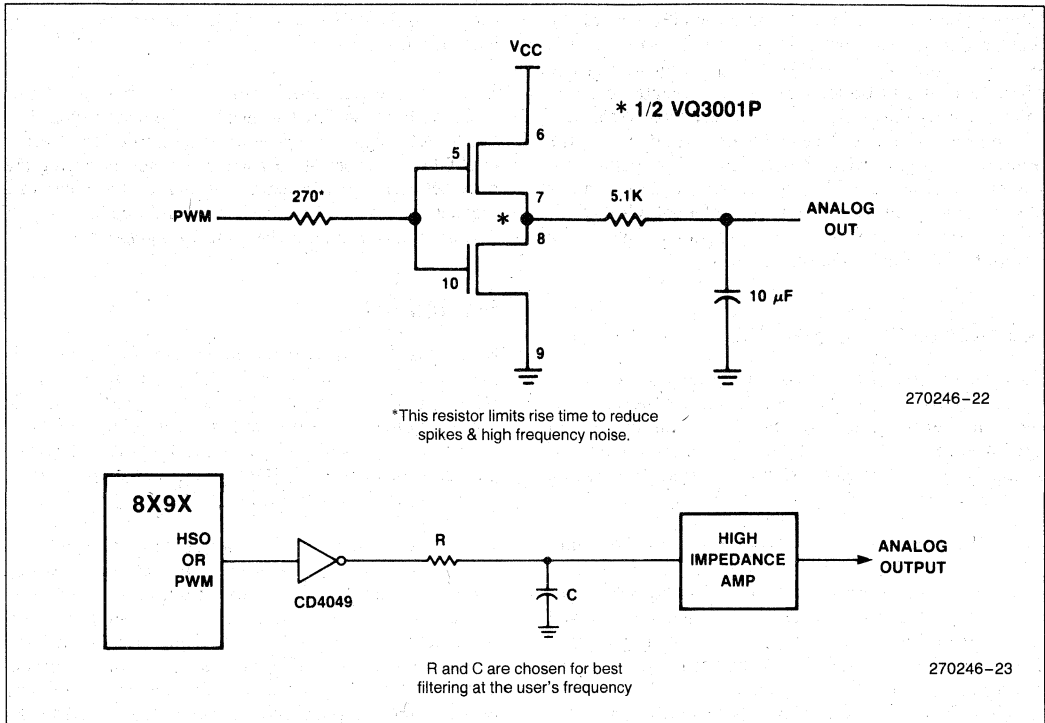 VCC
* 1/2 VQ3001P
6
5
270*
7
5.1K
PWM
*
ANALOG
OUT
8
10
10 µF
9
270246-22
*This resistor limits rise time to reduce
spikes & high frequency noise.
8X9X
HSO
OR
PWM
CD4049
R
C
HIGH
IMPEDANCE
AMP
ANALOG
OUTPUT
R and C are chosen for best
filtering at the user's frequency
270246-23